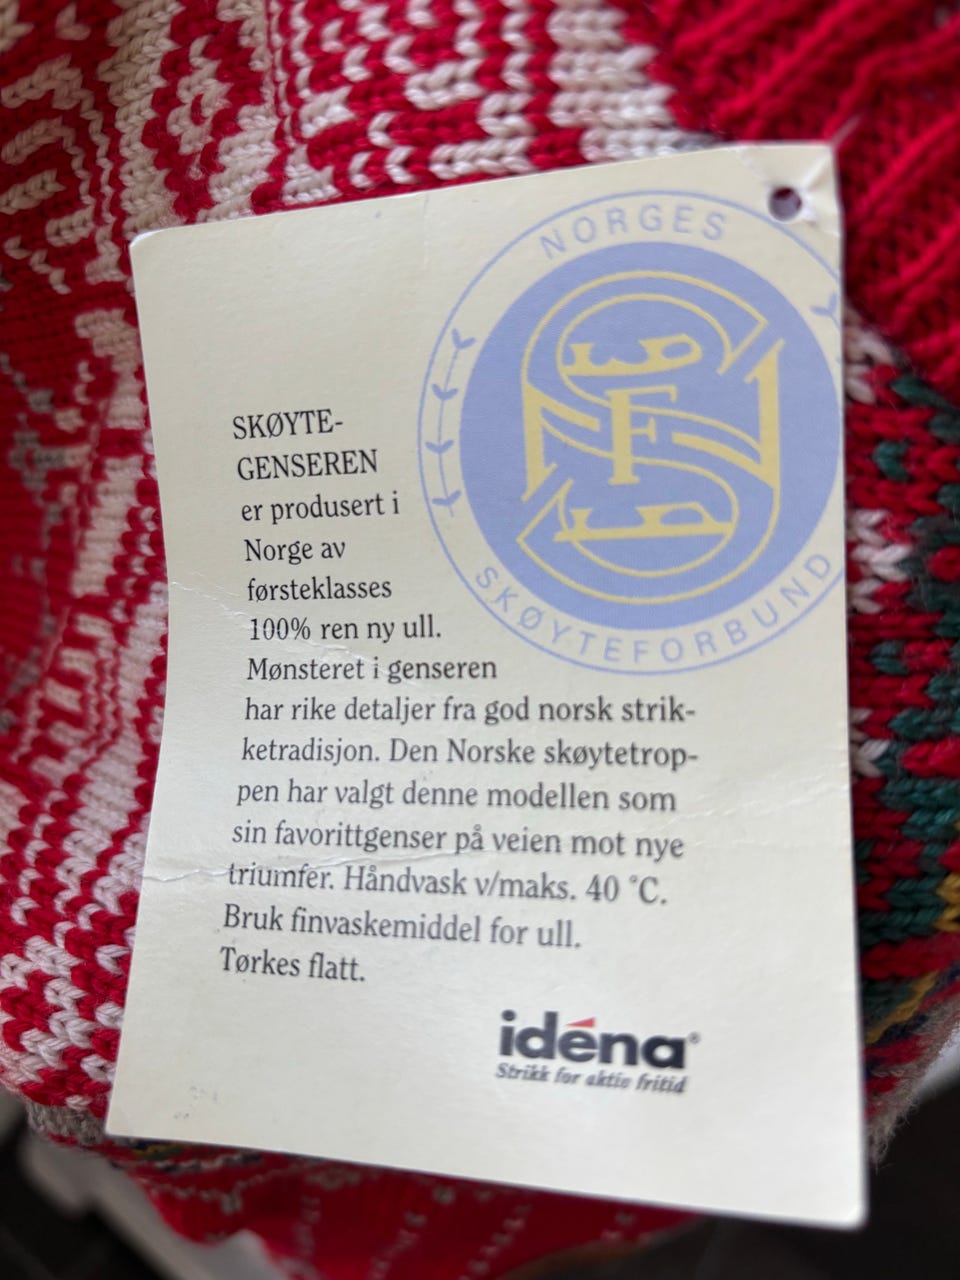 NORGES
SKØYTEFORBUND
NSF
SKØYTE-
GENSEREN
er produsert i
Norge av
førsteklasses
100% ren ny ull.
Mønsteret i genseren
har rike detaljer fra god norsk strik-
ketradisjon. Den Norske skøytetrop-
pen har valgt denne modellen som
sin favorittgenser på veien mot nye
triumfer. Håndvask v/maks. 40 °C.
Bruk finvaskemiddel for ull.
Tørkes flatt.
idéna®
Strikk for aktiv fritid